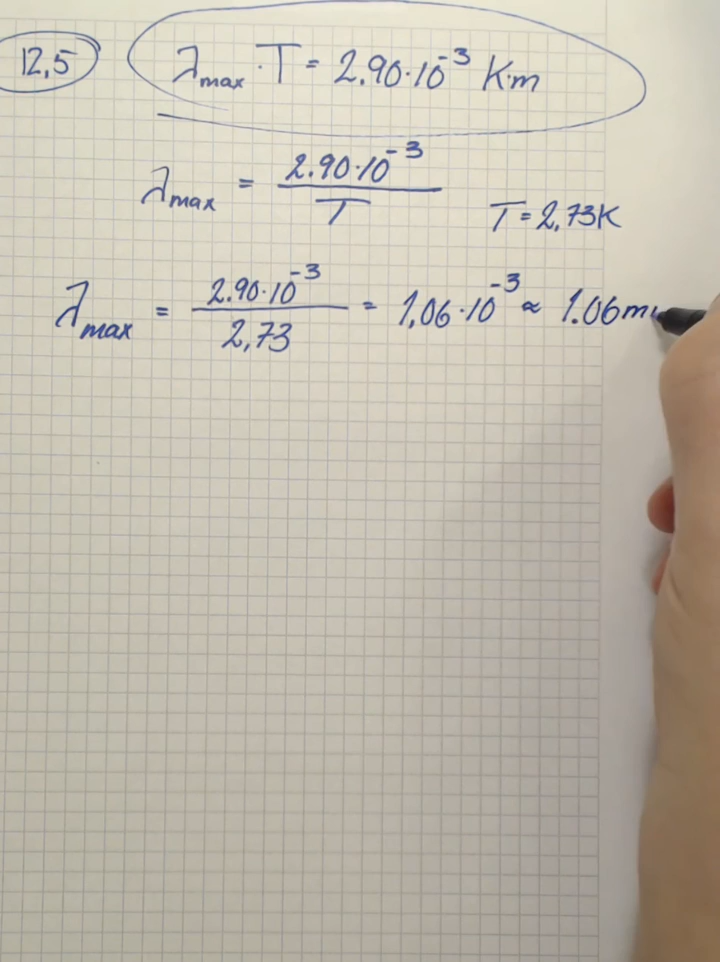 12,5
λmax · T = 2.90·10⁻³ K·m
λmax = 2.90·10⁻³ / T
T = 2,73K
λmax = 2.90·10⁻³ / 2,73 = 1,06·10⁻³ ≈ 1.06m